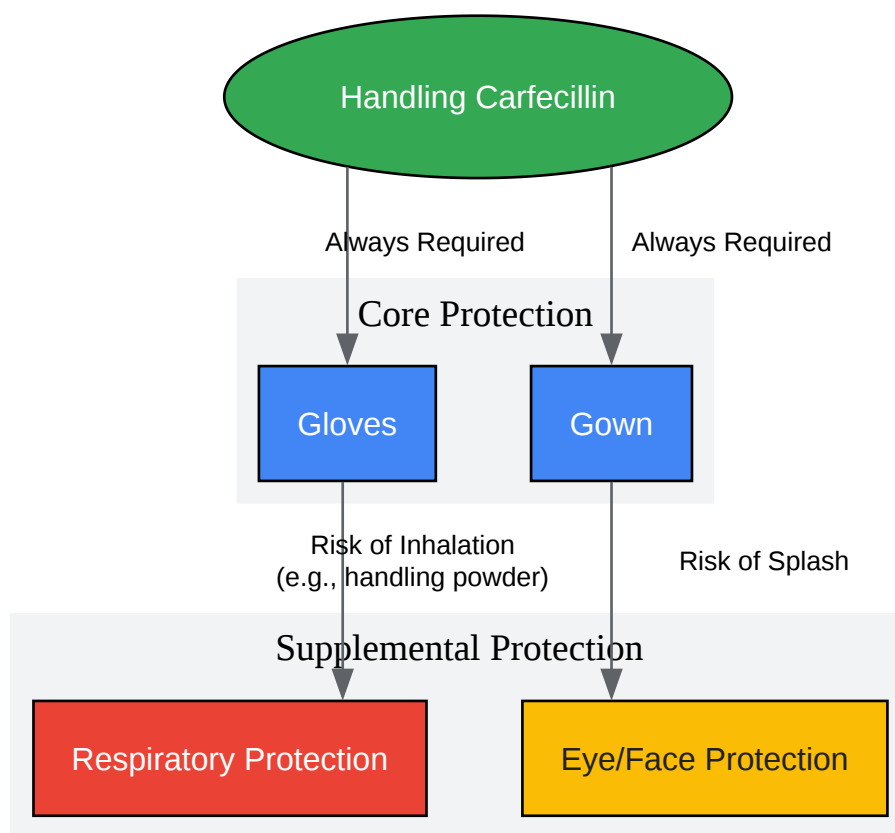 Handling Carfecillin
Always Required
Always Required
Core Protection
Gloves
Gown
Risk of Inhalation
(e.g., handling powder)
Risk of Splash
Supplemental Protection
Respiratory Protection
Eye/Face Protection